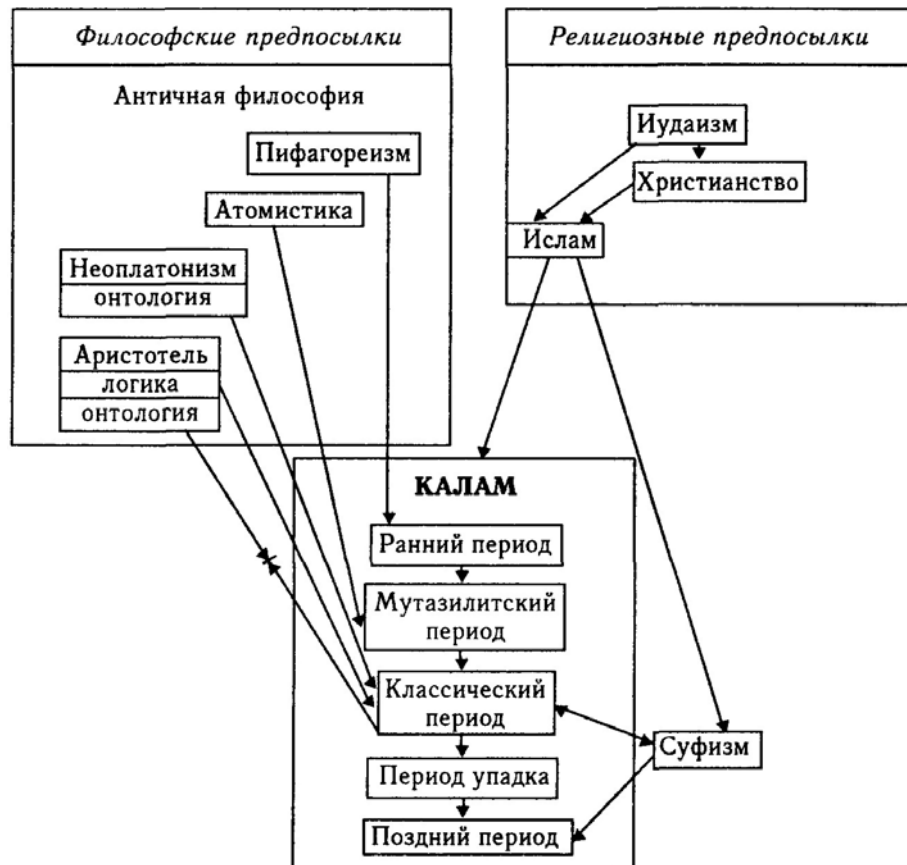 Философские предпосылки
Античная философия
Пифагореизм
Атомистика
Неоплатонизм
онтология
Аристотель
логика
онтология
Религиозные предпосылки
Иудаизм
Христианство
Ислам
КАЛАМ
Ранний период
Мутазилитский
период
Классический
период
Суфизм
Период упадка
Поздний период